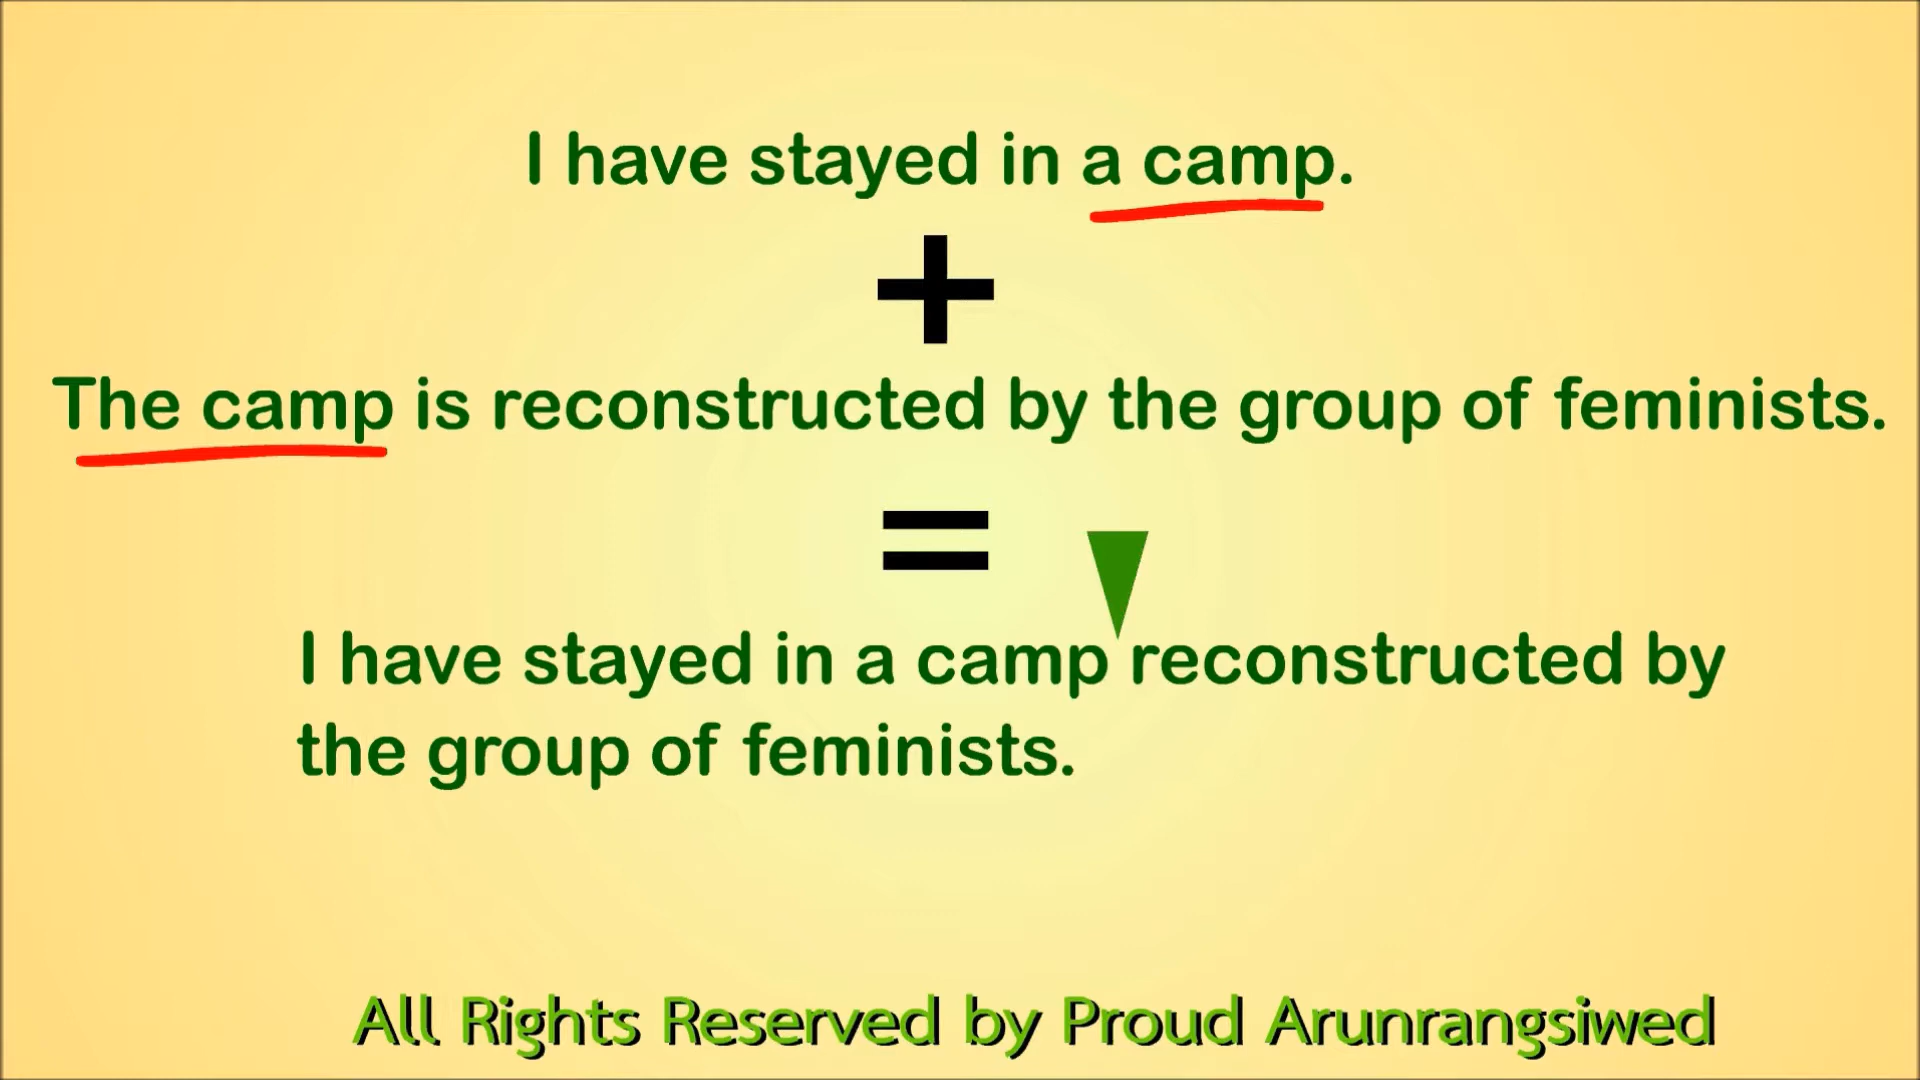 I have stayed in a camp.
+
The camp is reconstructed by the group of feminists.
=
I have stayed in a camp reconstructed by
the group of feminists.
All Rights Reserved by Proud Arunrangsiwed